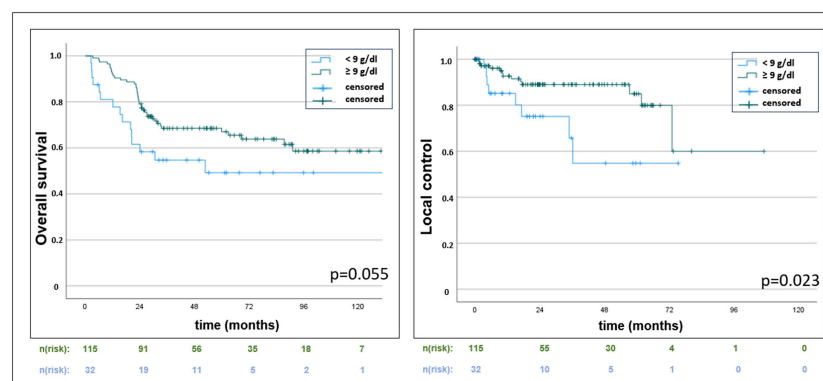 < 9 g/dl
≥ 9 g/dl
censored
censored
1.0
0.8
0.6
0.4
0.2
0
Overall survival
p=0.055
0 24 48 72 96 120
time (months)
n(risk): 115 91 56 35 18 7
n(risk): 32 19 11 5 2 1
< 9 g/dl
≥ 9 g/dl
censored
censored
1.0
0.8
0.6
0.4
0.2
0
Local control
p=0.023
0 24 48 72 96 120
time (months)
n(risk): 115 55 30 4 1 0
n(risk): 32 10 5 1 0 0